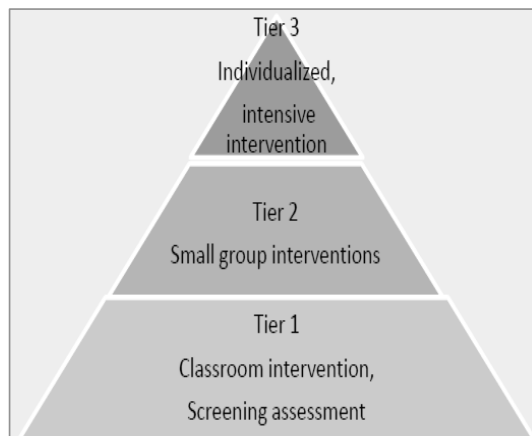 Tier 3
Individualized,
intensive
intervention
Tier 2
Small group interventions
Tier 1
Classroom intervention,
Screening assessment